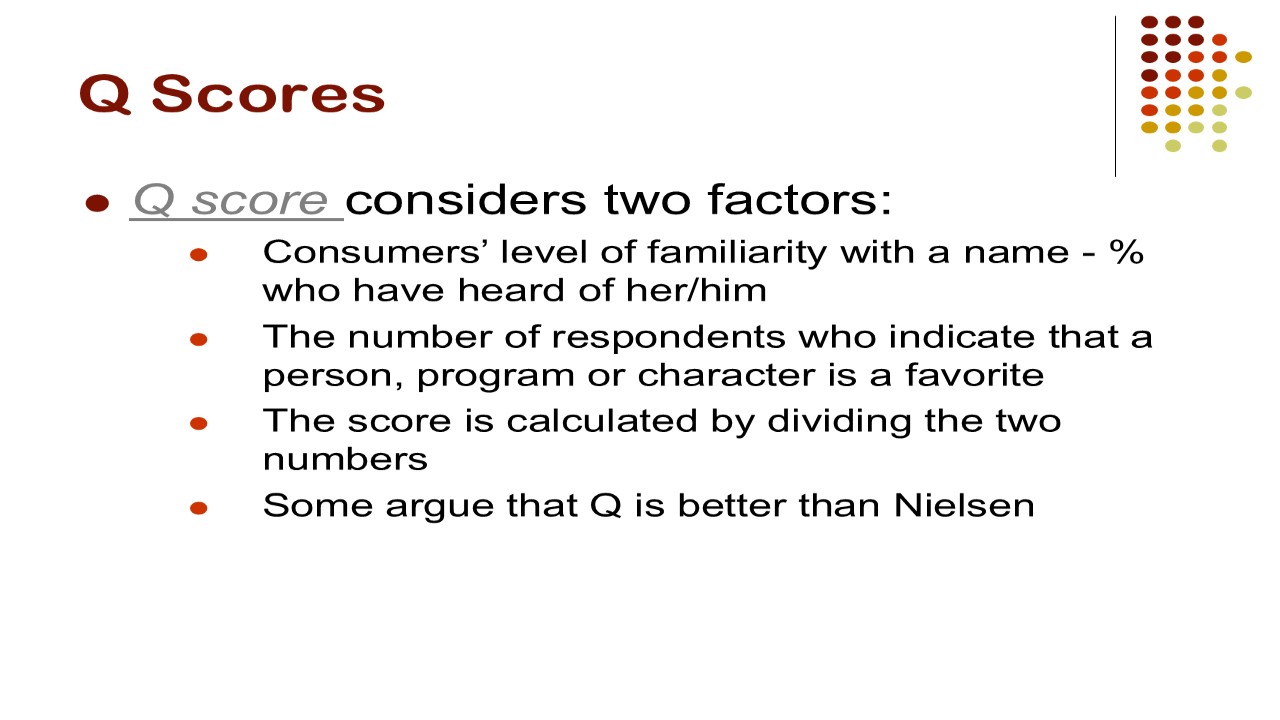 Q Scores
Q score considers two factors:
Consumers’ level of familiarity with a name - %
who have heard of her/him
The number of respondents who indicate that a
person, program or character is a favorite
The score is calculated by dividing the two
numbers
Some argue that Q is better than Nielsen